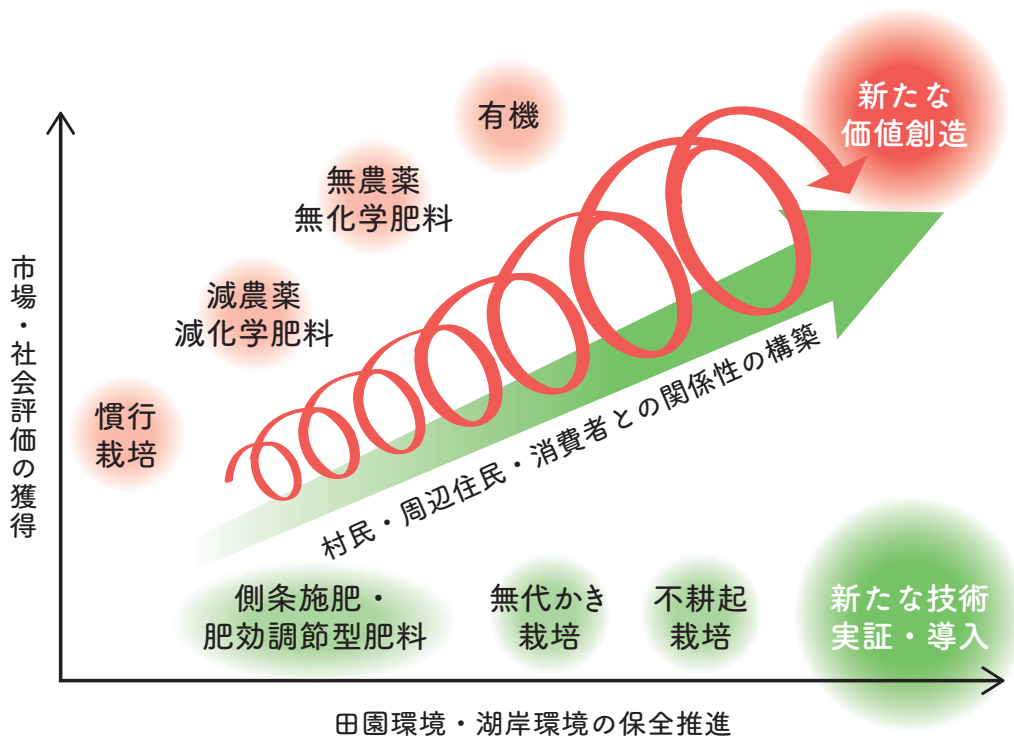 新たな
価値創造
有機
無農薬
無化学肥料
減農薬
減化学肥料
慣行
栽培
市場・社会評価の獲得
村民・周辺住民・消費者との関係性の構築
側条施肥・
肥効調節型肥料
無代かき
栽培
不耕起
栽培
新たな技術
実証・導入
田園環境・湖岸環境の保全推進